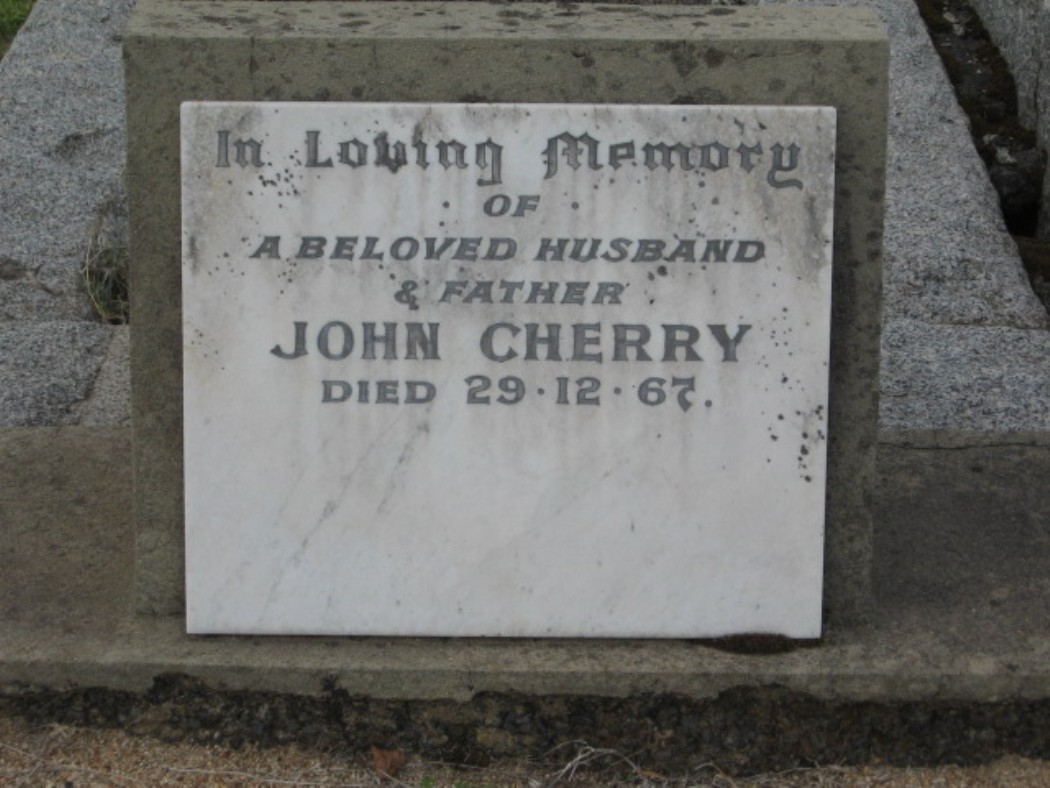 In Loving Memory
· OF ·
A BELOVED HUSBAND
& FATHER
JOHN CHERRY
DIED 29·12·67.